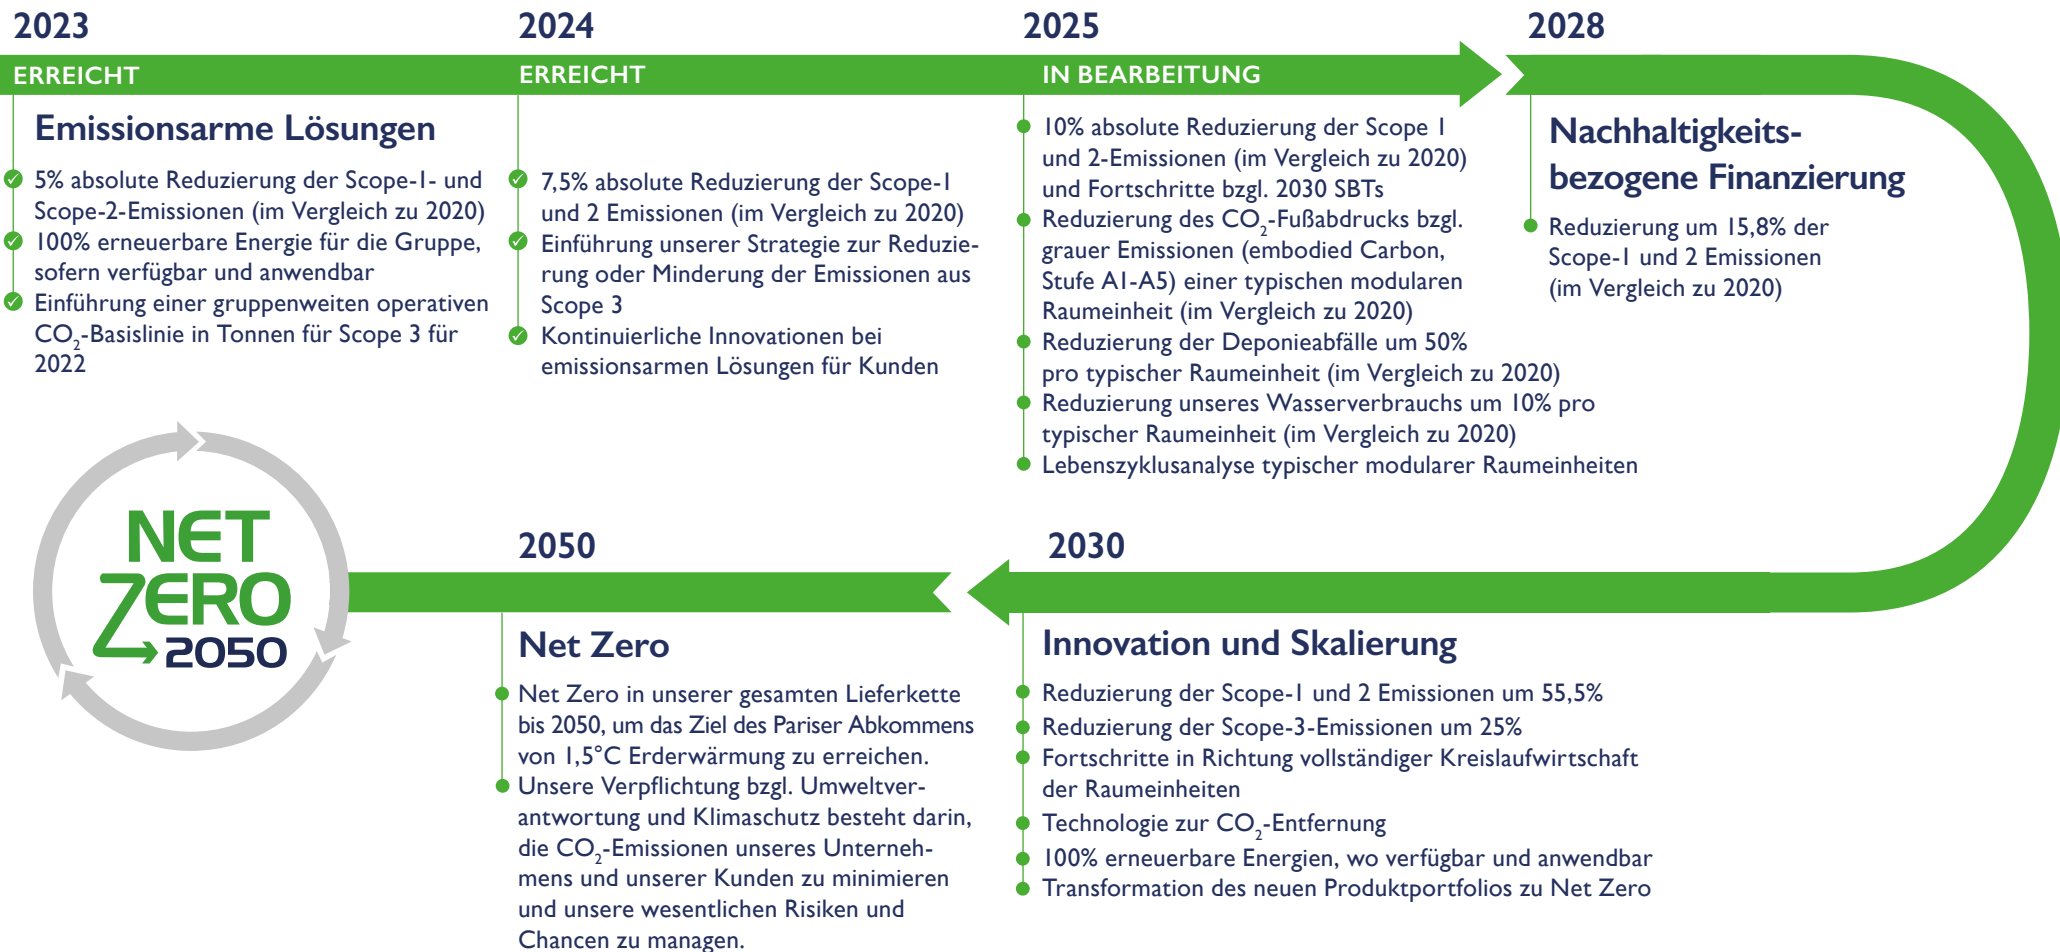 2023
ERREICHT
Emissionsarme Lösungen
5% absolute Reduzierung der Scope-1- und
Scope-2-Emissionen (im Vergleich zu 2020)
100% erneuerbare Energie für die Gruppe,
sofern verfügbar und anwendbar
Einführung einer gruppenweiten operativen
CO₂-Basislinie in Tonnen für Scope 3 für
2022
2024
ERREICHT
7,5% absolute Reduzierung der Scope-1
und 2 Emissionen (im Vergleich zu 2020)
Einführung unserer Strategie zur Reduzie-
rung oder Minderung der Emissionen aus
Scope 3
Kontinuierliche Innovationen bei
emissionsarmen Lösungen für Kunden
2025
IN BEARBEITUNG
10% absolute Reduzierung der Scope 1
und 2-Emissionen (im Vergleich zu 2020)
und Fortschritte bzgl. 2030 SBTs
Reduzierung des CO₂-Fußabdrucks bzgl.
grauer Emissionen (embodied Carbon,
Stufe A1-A5) einer typischen modularen
Raumeinheit (im Vergleich zu 2020)
Reduzierung der Deponieabfälle um 50%
pro typischer Raumeinheit (im Vergleich zu 2020)
Reduzierung unseres Wasserverbrauchs um 10% pro
typischer Raumeinheit (im Vergleich zu 2020)
Lebenszyklusanalyse typischer modularer Raumeinheiten
2028
Nachhaltigkeits-
bezogene Finanzierung
Reduzierung um 15,8% der
Scope-1 und 2 Emissionen
(im Vergleich zu 2020)
2030
Innovation und Skalierung
Reduzierung der Scope-1 und 2 Emissionen um 55,5%
Reduzierung der Scope-3-Emissionen um 25%
Fortschritte in Richtung vollständiger Kreislaufwirtschaft
der Raumeinheiten
Technologie zur CO₂-Entfernung
100% erneuerbare Energien, wo verfügbar und anwendbar
Transformation des neuen Produktportfolios zu Net Zero
2050
Net Zero
Net Zero in unserer gesamten Lieferkette
bis 2050, um das Ziel des Pariser Abkommens
von 1,5°C Erderwärmung zu erreichen.
Unsere Verpflichtung bzgl. Umweltver-
antwortung und Klimaschutz besteht darin,
die CO₂-Emissionen unseres Unterneh-
mens und unserer Kunden zu minimieren
und unsere wesentlichen Risiken und
Chancen zu managen.
NET
ZERO
2050